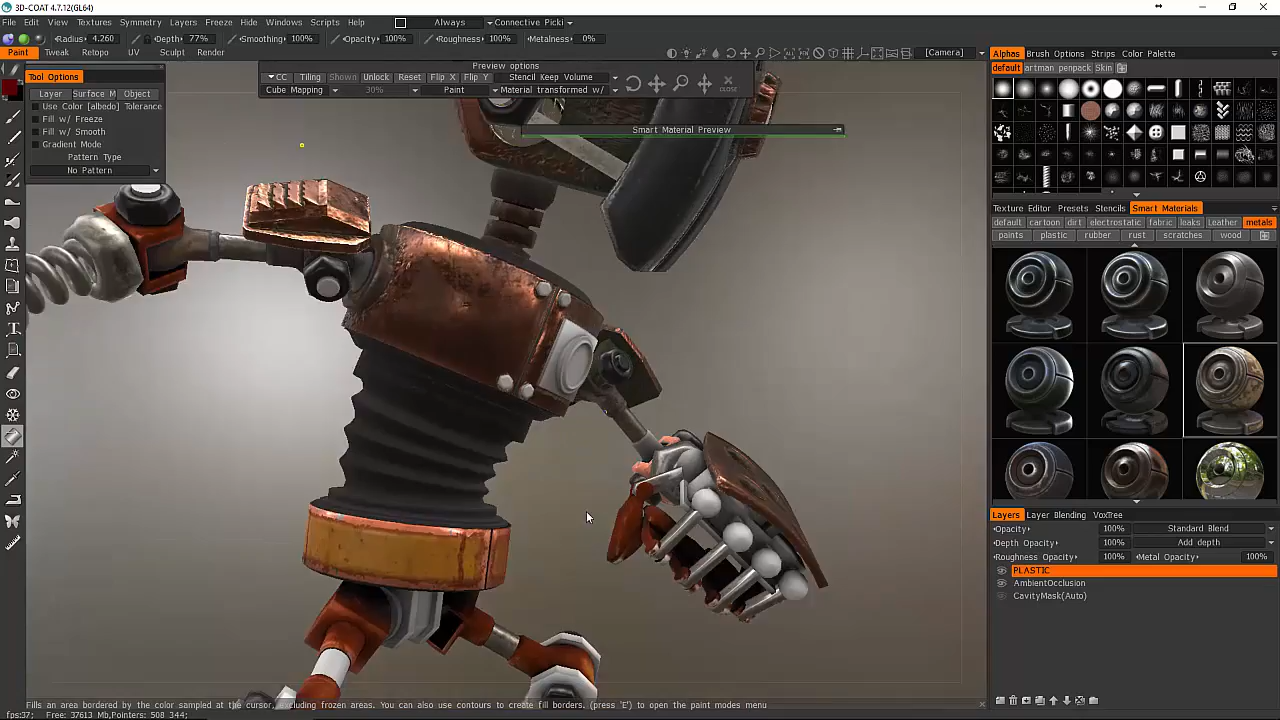 3D-COAT 4.7.12(GL64)
File Edit View Textures Symmetry Layers Freeze Hide Windows Scripts Help Always Connective Picki
Radius 4.260 Depth 77% Smoothing 100% Opacity 100% Roughness 100% Metalness 0%
Paint Tweak Retopo UV Sculpt Render [Camera]
Alphas Brush Options Strips Color Palette
default artman penpack Skin
Tool Options
Layer Surface M Object
Use Color [albedo] Tolerance
Fill w/ Freeze
Fill w/ Smooth
Gradient Mode
Pattern Type
No Pattern
Preview options
CC Tiling Shown Unlock Reset Flip X Flip Y Stencil Keep Volume
Cube Mapping 30% Paint Material transformed w/ CLOSE
Smart Material Preview
Texture Editor Presets Stencils Smart Materials
default cartoon dirt electrostatic fabric leaks Leather metals
paints plastic rubber rust scratches wood
Layers Layer Blending VoxTree
Opacity 100% Standard Blend
Depth Opacity 100% Add depth
Roughness Opacity 100% Metal Opacity 100%
PLASTIC
AmbientOcclusion
CavityMask(Auto)
Fills an area bordered by the color sampled at the cursor, excluding frozen areas. You can also use contours to create fill borders. (press 'E') to open the paint modes menu
fps:37; Free: 37613 Mb,Pointers: 508 344;